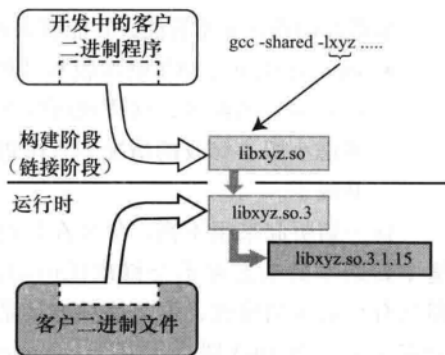 开发中的客户
二进制程序
gcc -shared -lxyz .....
构建阶段
（链接阶段）
libxyz.so
运行时
libxyz.so.3
libxyz.so.3.1.15
客户二进制文件